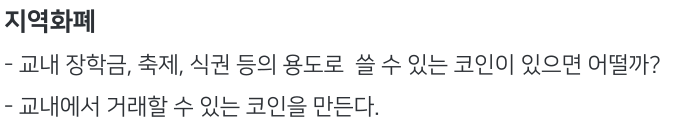 지역화폐
- 교내 장학금, 축제, 식권 등의 용도로  쓸 수 있는 코인이 있으면 어떨까?
- 교내에서 거래할 수 있는 코인을 만든다.